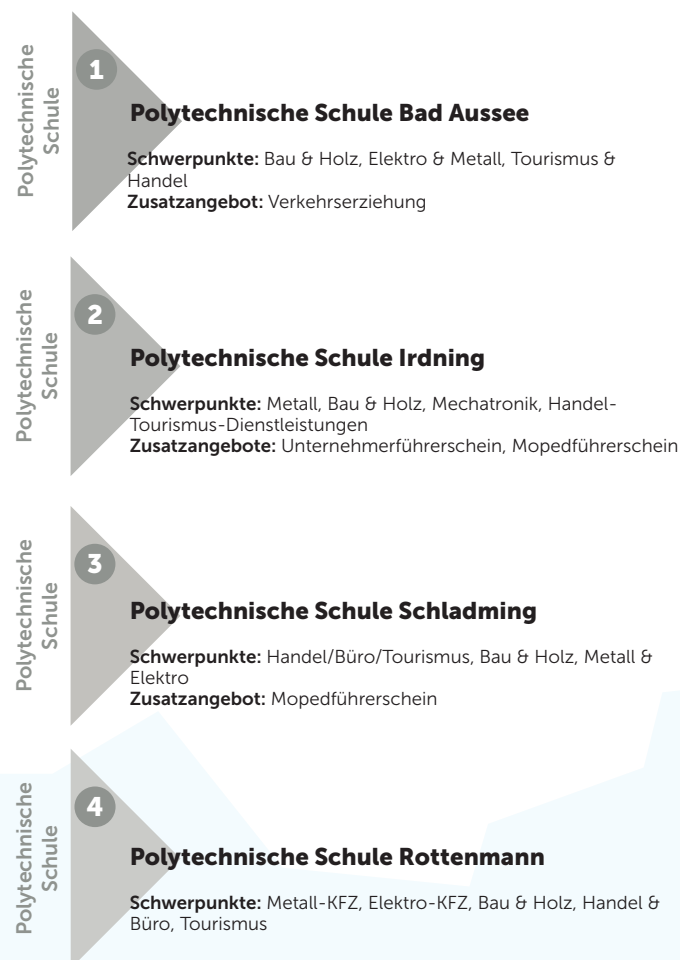 Polytechnische
Schule
1
Polytechnische Schule Bad Aussee
Schwerpunkte: Bau & Holz, Elektro & Metall, Tourismus &
Handel
Zusatzangebot: Verkehrserziehung
Polytechnische
Schule
2
Polytechnische Schule Irdning
Schwerpunkte: Metall, Bau & Holz, Mechatronik, Handel-
Tourismus-Dienstleistungen
Zusatzangebote: Unternehmerführerschein, Mopedführerschein
Polytechnische
Schule
3
Polytechnische Schule Schladming
Schwerpunkte: Handel/Büro/Tourismus, Bau & Holz, Metall &
Elektro
Zusatzangebot: Mopedführerschein
Polytechnische
Schule
4
Polytechnische Schule Rottenmann
Schwerpunkte: Metall-KFZ, Elektro-KFZ, Bau & Holz, Handel &
Büro, Tourismus